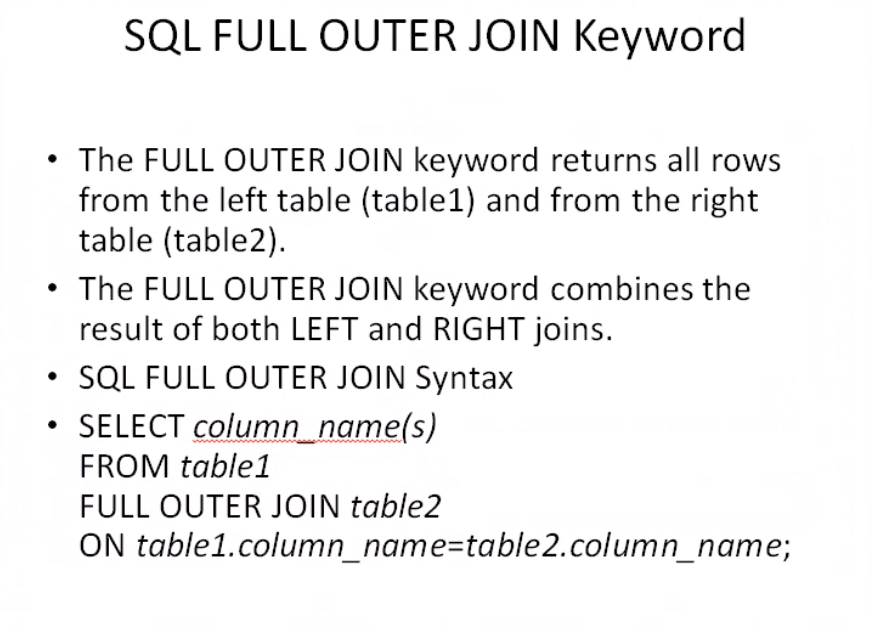 SQL FULL OUTER JOIN Keyword
• The FULL OUTER JOIN keyword returns all rows
from the left table (table1) and from the right
table (table2).
• The FULL OUTER JOIN keyword combines the
result of both LEFT and RIGHT joins.
• SQL FULL OUTER JOIN Syntax
• SELECT column_name(s)
FROM table1
FULL OUTER JOIN table2
ON table1.column_name=table2.column_name;